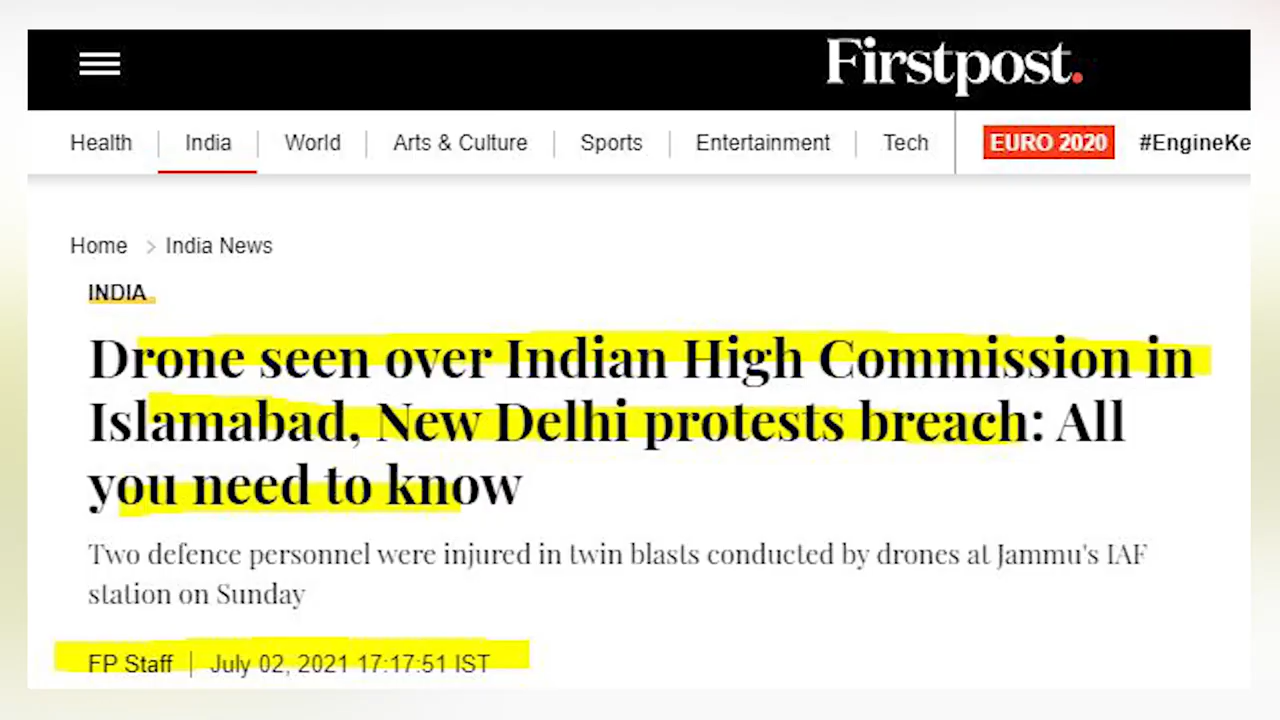 Firstpost.
Health India World Arts & Culture Sports Entertainment Tech EURO 2020 #EngineKe
Home > India News
INDIA
Drone seen over Indian High Commission in
Islamabad, New Delhi protests breach: All
you need to know
Two defence personnel were injured in twin blasts conducted by drones at Jammu's IAF
station on Sunday
FP Staff | July 02, 2021 17:17:51 IST